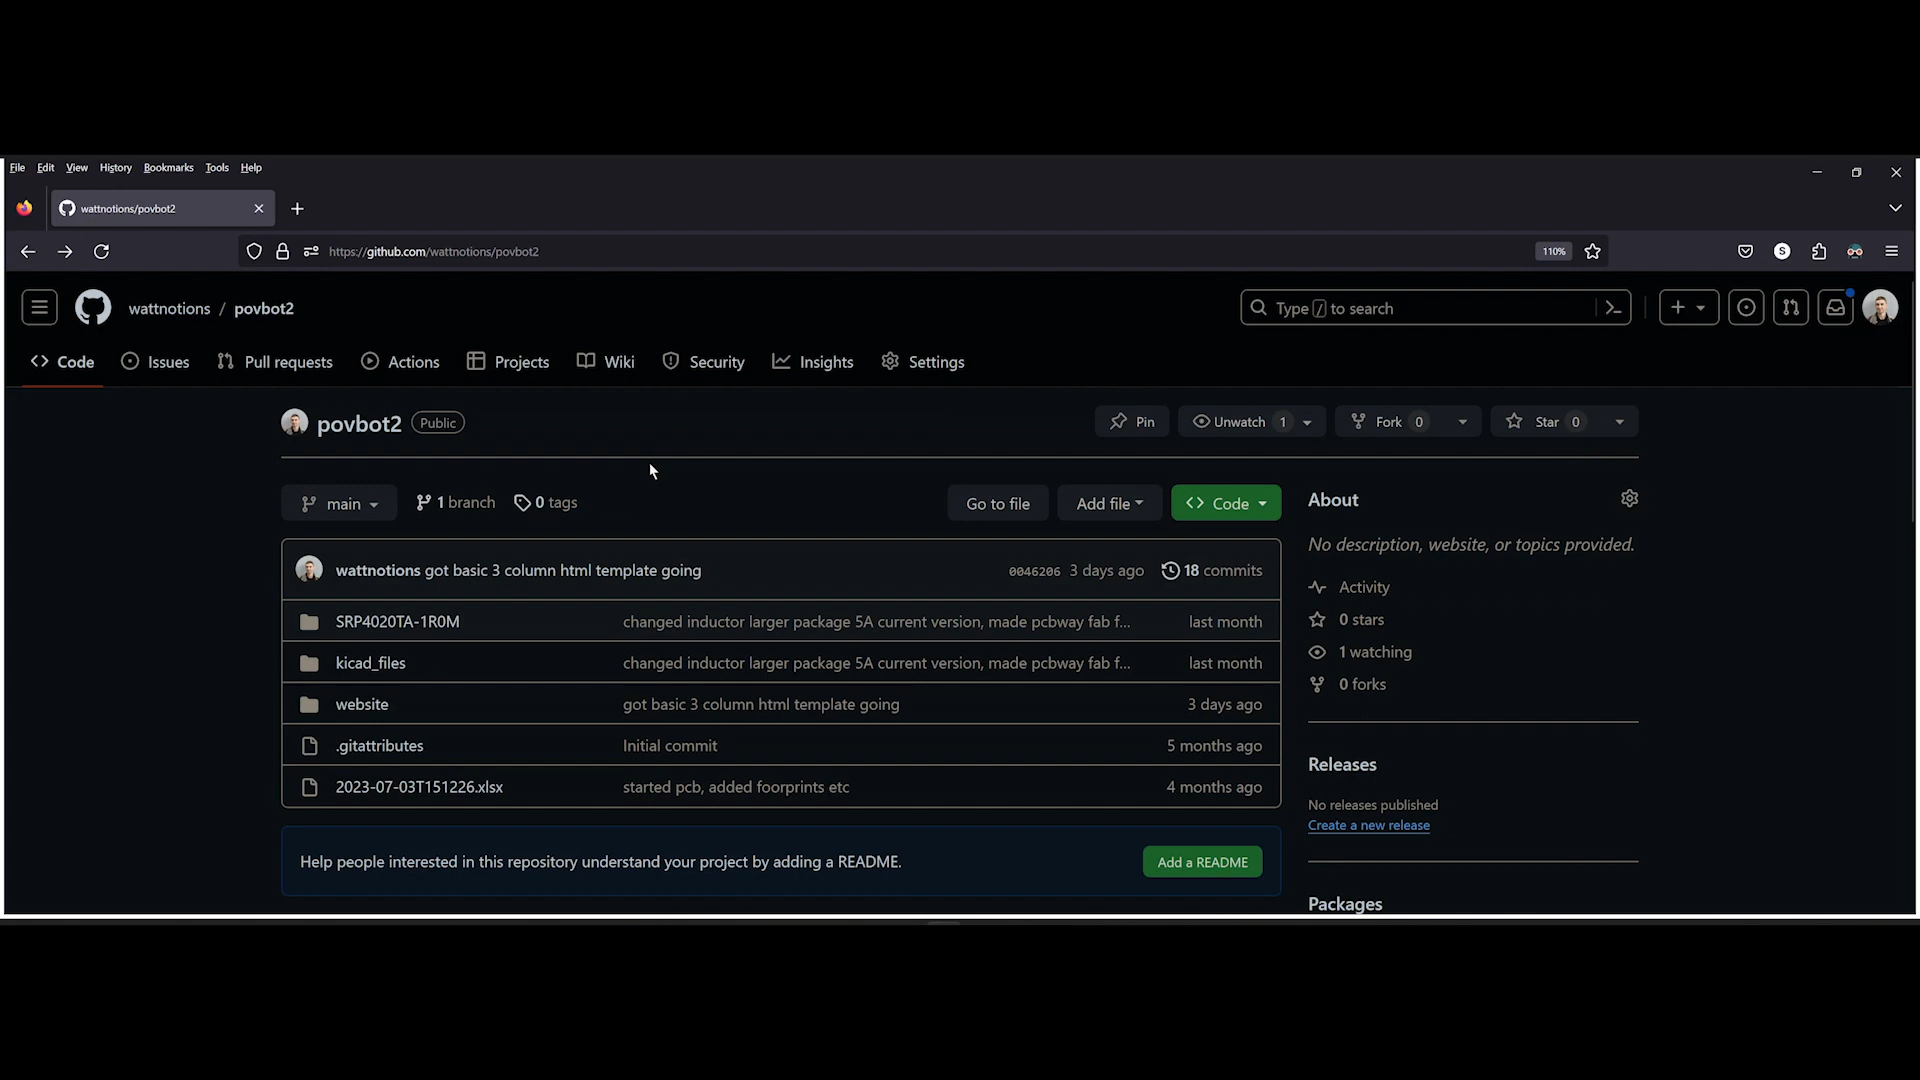 File Edit View History Bookmarks Tools Help
wattnotions/povbot2
https://github.com/wattnotions/povbot2
110%
S
wattnotions / povbot2
Type / to search
Code Issues Pull requests Actions Projects Wiki Security Insights Settings
povbot2 Public
Pin Unwatch 1 Fork 0 Star 0
main 1 branch 0 tags
Go to file Add file Code
About
No description, website, or topics provided.
wattnotions got basic 3 column html template going 0046206 3 days ago 18 commits
Activity
SRP4020TA-1R0M changed inductor larger package 5A current version, made pcbway fab f... last month
0 stars
kicad_files changed inductor larger package 5A current version, made pcbway fab f... last month
1 watching
0 forks
website got basic 3 column html template going 3 days ago
.gitattributes Initial commit 5 months ago
Releases
2023-07-03T151226.xlsx started pcb, added foorprints etc 4 months ago
No releases published
Create a new release
Help people interested in this repository understand your project by adding a README. Add a README
Packages